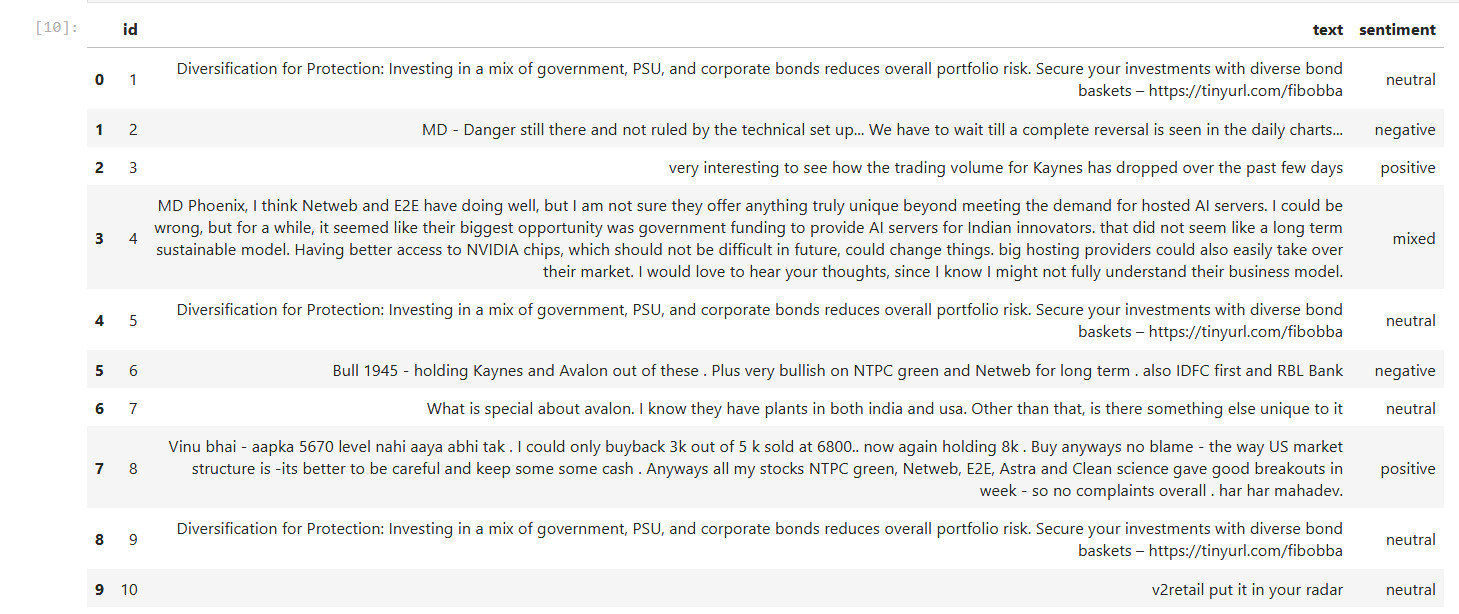 [10]:
id text sentiment
0 1 Diversification for Protection: Investing in a mix of government, PSU, and corporate bonds reduces overall portfolio risk. Secure your investments with diverse bond
baskets – https://tinyurl.com/fibobba neutral
1 2 MD - Danger still there and not ruled by the technical set up... We have to wait till a complete reversal is seen in the daily charts... negative
2 3 very interesting to see how the trading volume for Kaynes has dropped over the past few days positive
3 4 MD Phoenix, I think Netweb and E2E have doing well, but I am not sure they offer anything truly unique beyond meeting the demand for hosted AI servers. I could be
wrong, but for a while, it seemed like their biggest opportunity was government funding to provide AI servers for Indian innovators. that did not seem like a long term
sustainable model. Having better access to NVIDIA chips, which should not be difficult in future, could change things. big hosting providers could also easily take over
their market. I would love to hear your thoughts, since I know I might not fully understand their business model. mixed
4 5 Diversification for Protection: Investing in a mix of government, PSU, and corporate bonds reduces overall portfolio risk. Secure your investments with diverse bond
baskets – https://tinyurl.com/fibobba neutral
5 6 Bull 1945 - holding Kaynes and Avalon out of these . Plus very bullish on NTPC green and Netweb for long term . also IDFC first and RBL Bank negative
6 7 What is special about avalon. I know they have plants in both india and usa. Other than that, is there something else unique to it neutral
7 8 Vinu bhai - aapka 5670 level nahi aaya abhi tak . I could only buyback 3k out of 5 k sold at 6800.. now again holding 8k . Buy anyways no blame - the way US market
structure is -its better to be careful and keep some some cash . Anyways all my stocks NTPC green, Netweb, E2E, Astra and Clean science gave good breakouts in
week - so no complaints overall . har har mahadev. positive
8 9 Diversification for Protection: Investing in a mix of government, PSU, and corporate bonds reduces overall portfolio risk. Secure your investments with diverse bond
baskets – https://tinyurl.com/fibobba neutral
9 10 v2retail put it in your radar neutral